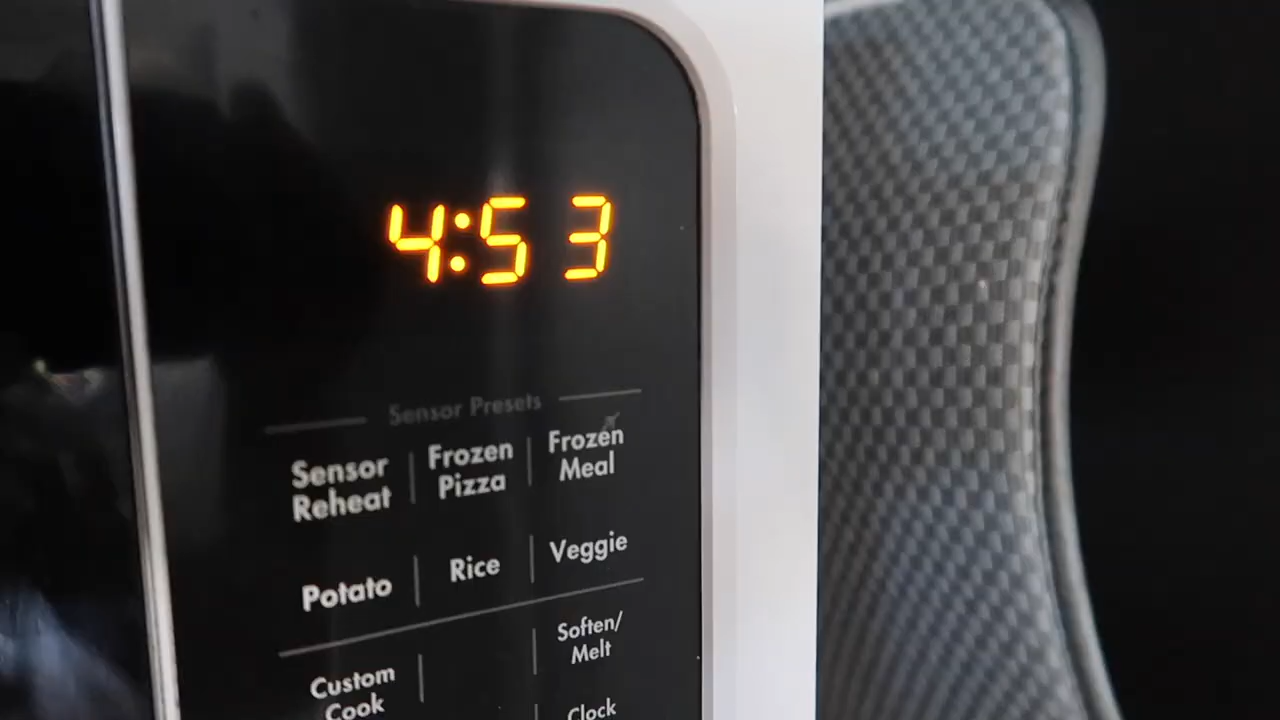 4:53
Sensor Presets
Sensor
Reheat
Frozen
Pizza
Frozen
Meal
Potato
Rice
Veggie
Custom
Cook
Soften/
Melt
Clock